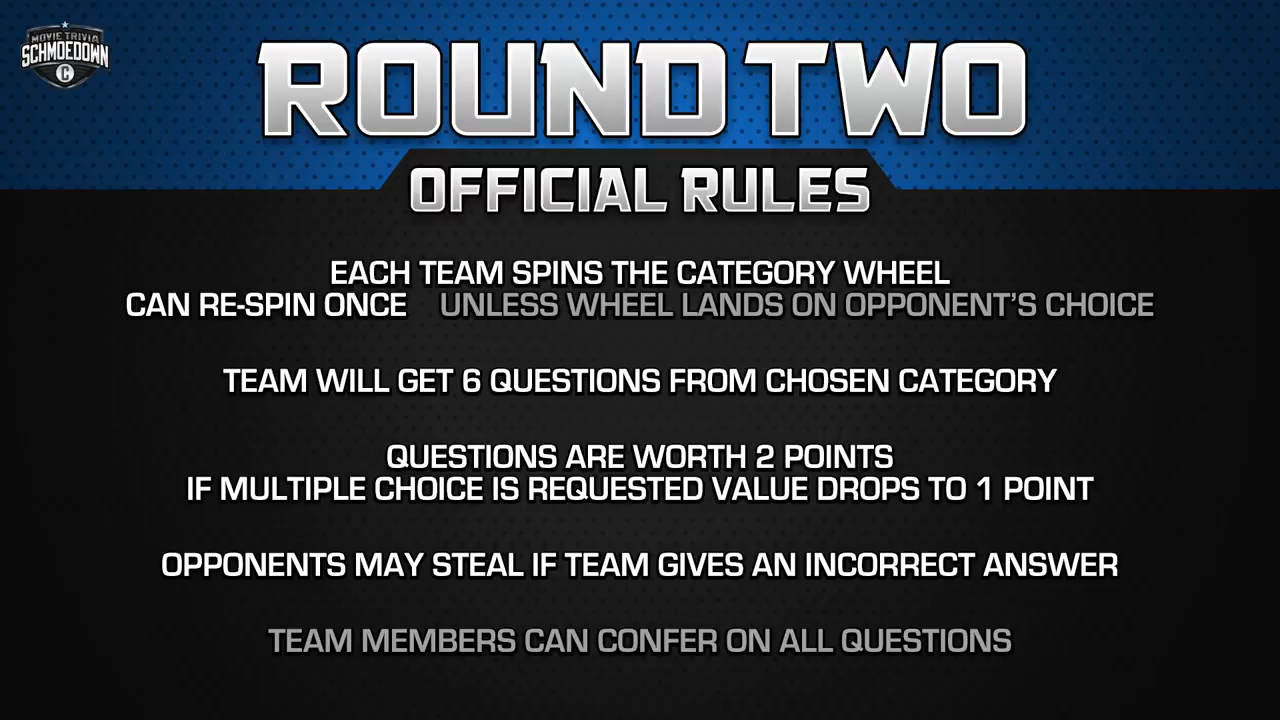 MOVIE TRIVIA
SCHMOEDOWN
C
ROUND TWO
OFFICIAL RULES
EACH TEAM SPINS THE CATEGORY WHEEL
CAN RE-SPIN ONCE UNLESS WHEEL LANDS ON OPPONENT’S CHOICE
TEAM WILL GET 6 QUESTIONS FROM CHOSEN CATEGORY
QUESTIONS ARE WORTH 2 POINTS
IF MULTIPLE CHOICE IS REQUESTED VALUE DROPS TO 1 POINT
OPPONENTS MAY STEAL IF TEAM GIVES AN INCORRECT ANSWER
TEAM MEMBERS CAN CONFER ON ALL QUESTIONS